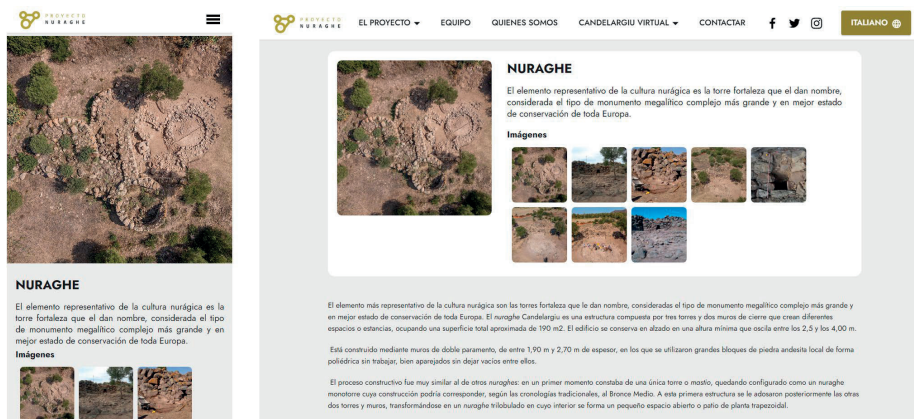 PROYECTO
NURAGHE
NURAGHE
El elemento representativo de la cultura nurágica es la
torre fortaleza que el dan nombre, considerada el tipo
de monumento megalítico complejo más grande y en
mejor estado de conservación de toda Europa.
Imágenes
PROYECTO
NURAGHE
EL PROYECTO
EQUIPO
QUIENES SOMOS
CANDELARGIU VIRTUAL
CONTACTAR
ITALIANO
NURAGHE
El elemento representativo de la cultura nurágica es la torre fortaleza que el dan nombre,
considerada el tipo de monumento megalítico complejo más grande y en mejor estado
de conservación de toda Europa.
Imágenes
El elemento más representativo de la cultura nurágica son las torres fortaleza que le dan nombre, consideradas el tipo de monumento megalítico complejo más grande y
en mejor estado de conservación de toda Europa. El nuraghe Candelargiu es una estructura compuesta por tres torres y dos muros de cierre que crean diferentes
espacios o estancias, ocupando una superficie total aproximada de 190 m2. El edificio se conserva en alzado en una altura mínima que oscila entre los 2,5 y los 4,00 m.
Está construido mediante muros de doble paramento, de entre 1,90 m y 2,70 m de espesor, en los que se utilizaron grandes bloques de piedra andesita local de forma
poliédrica sin trabajar, bien aparejados sin dejar vacíos entre ellos.
El proceso constructivo fue muy similar al de otros nuraghes: en un primer momento constaba de una única torre o mastio, quedando configurado como un nuraghe
monotorre cuya construcción podría corresponder, según las cronologías tradicionales, al Bronce Medio. A esta primera estructura se le adosaron posteriormente las otras
dos torres y muros, transformándose en un nuraghe trilobulado en cuyo interior se forma un pequeño espacio abierto o patio de planta trapezoidal.